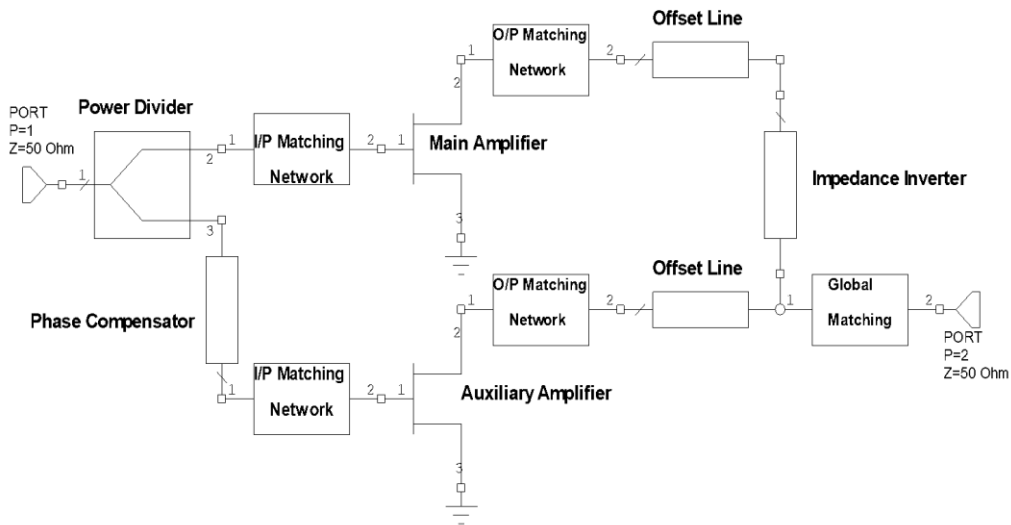 Offset Line
O/P Matching
Network
1
2
2
Power Divider
PORT
P=1
Z=50 Ohm
1
2
3
I/P Matching
Network
1
2
1
Main Amplifier
3
Impedance Inverter
Phase Compensator
O/P Matching
Network
1
2
2
Offset Line
Global
Matching
1
2
PORT
P=2
Z=50 Ohm
I/P Matching
Network
1
2
1
Auxiliary Amplifier
3